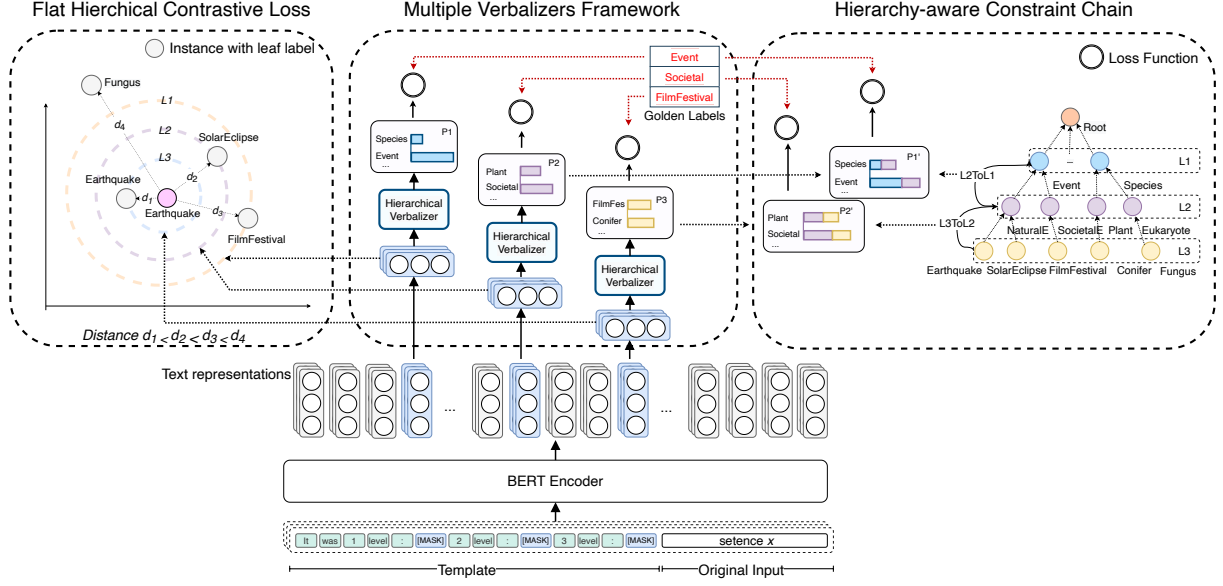 Flat Hierchical Contrastive Loss
Multiple Verbalizers Framework
Hierarchy-aware Constraint Chain
Instance with leaf label
Fungus
L1
d4
L2
SolarEclipse
L3
d2
Earthquake
d1
Earthquake
d3
FilmFestival
Distance d1 < d2 < d3 < d4
P1
Species
Event
...
Hierarchical
Verbalizer
P2
Plant
Societal
...
Hierarchical
Verbalizer
P3
FilmFes
Conifer
...
Hierarchical
Verbalizer
Event
Societal
FilmFestival
Golden Labels
Loss Function
P1'
Species
Event
...
P2'
Plant
Societal
...
Root
...
L1
L2ToL1
Event
Species
L2
L3ToL2
NaturalE SocietalE Plant Eukaryote
L3
Earthquake SolarEclipse FilmFestival Conifer Fungus
Text representations
...
...
BERT Encoder
It was 1 level : [MASK] 2 level : [MASK] 3 level : [MASK] setence x
Template
Original Input